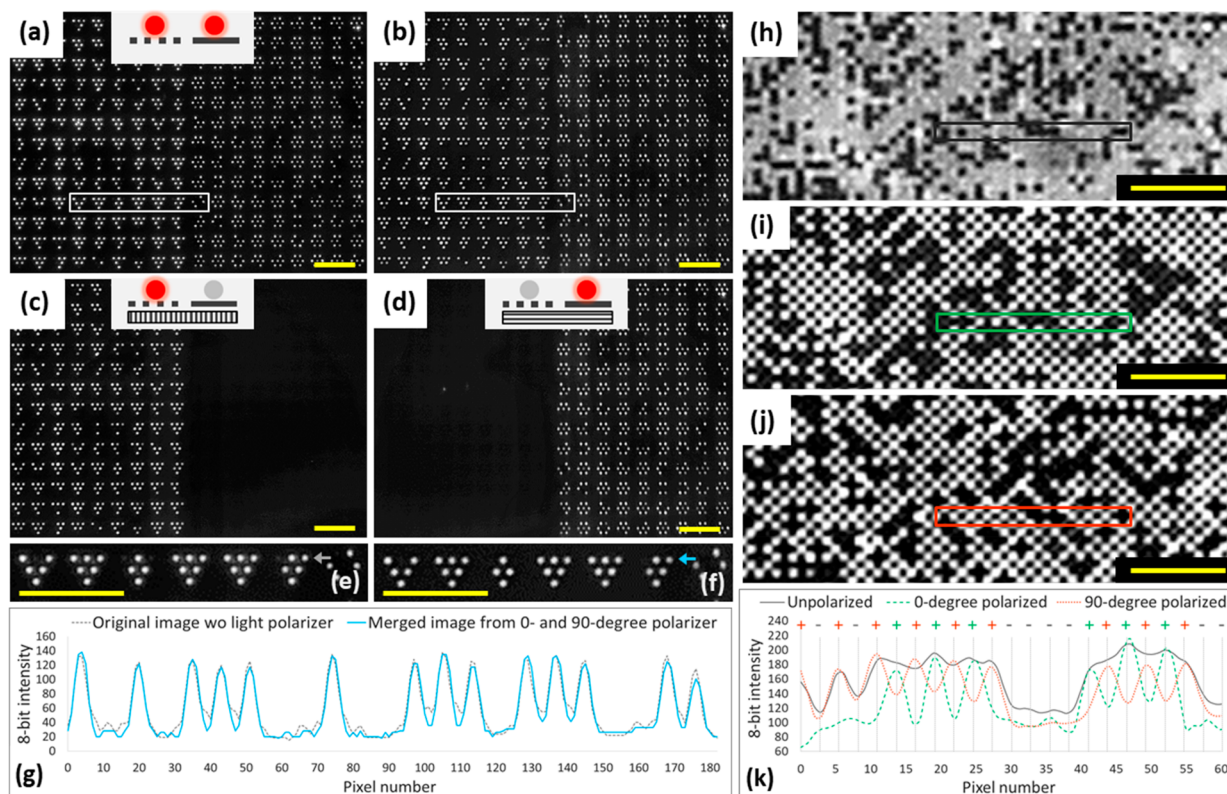 (a)
(b)
(h)
(i)
(c)
(d)
(j)
(e)
(f)
Original image wo light polarizer
Merged image from 0- and 90-degree polarizer
160
140
120
100
80
60
40
20
0
8-bit intensity
0 10 20 30 40 50 60 70 80 90 100 110 120 130 140 150 160 170 180
Pixel number
(g)
Unpolarized 0-degree polarized 90-degree polarized
240
+ - + - + + + + + + + - - - - + + + + + + - -
220
200
180
160
140
120
100
80
60
8-bit intensity
0 5 10 15 20 25 30 35 40 45 50 55 60
Pixel number
(k)